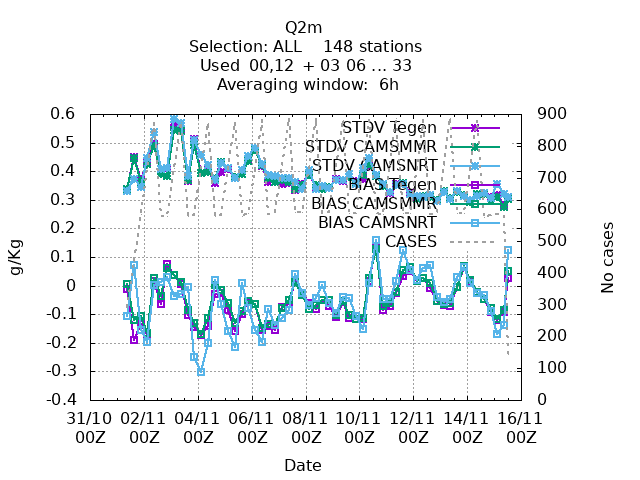 Q2m
Selection: ALL    148 stations
Used  00,12  + 03 06 ... 33
Averaging window:  6h
g/Kg
No cases
0.6
0.5
0.4
0.3
0.2
0.1
0
-0.1
-0.2
-0.3
-0.4
900
800
700
600
500
400
300
200
100
0
STDV Tegen
STDV CAMSMMR
STDV CAMSNRT
BIAS Tegen
BIAS CAMSMMR
BIAS CAMSNRT
CASES
31/10 02/11 04/11 06/11 08/11 10/11 12/11 14/11 16/11
00Z 00Z 00Z 00Z 00Z 00Z 00Z 00Z 00Z
Date